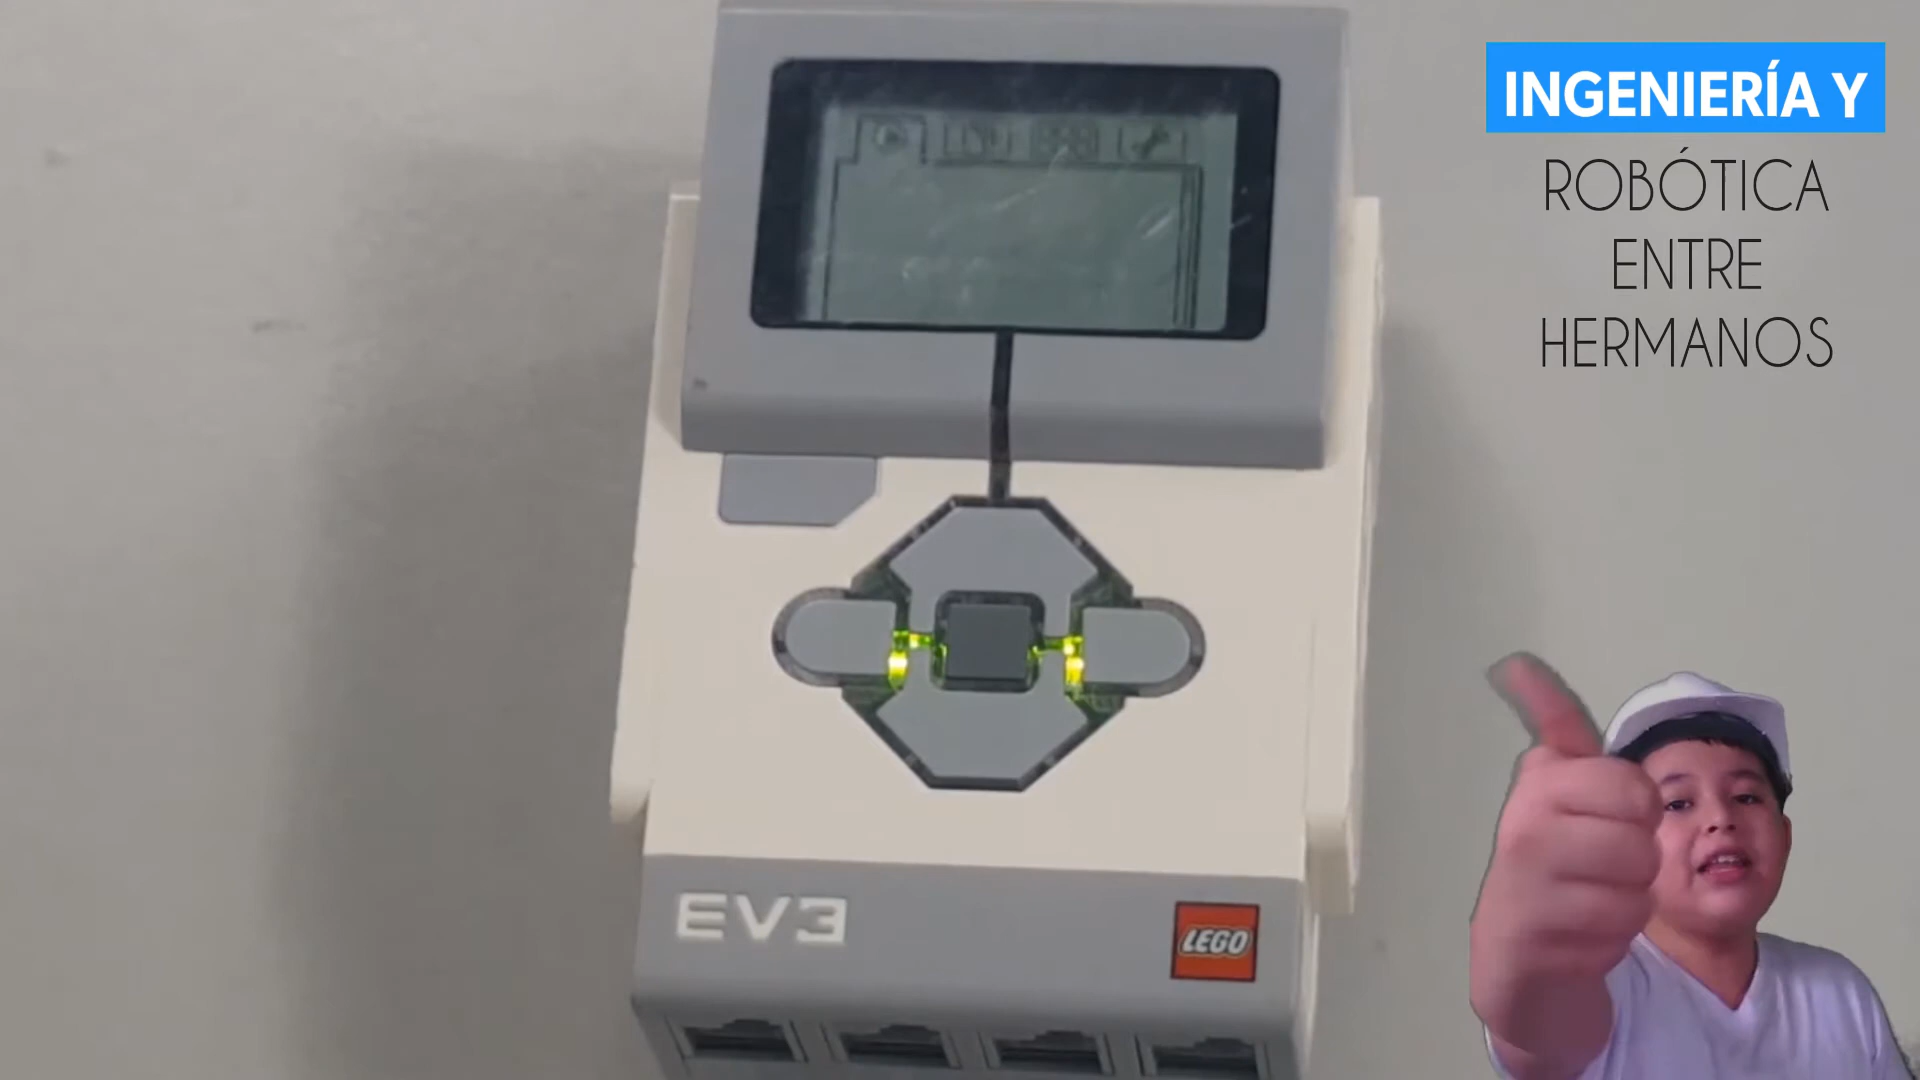 INGENIERÍA Y
ROBÓTICA
ENTRE
HERMANOS
EV3
LEGO